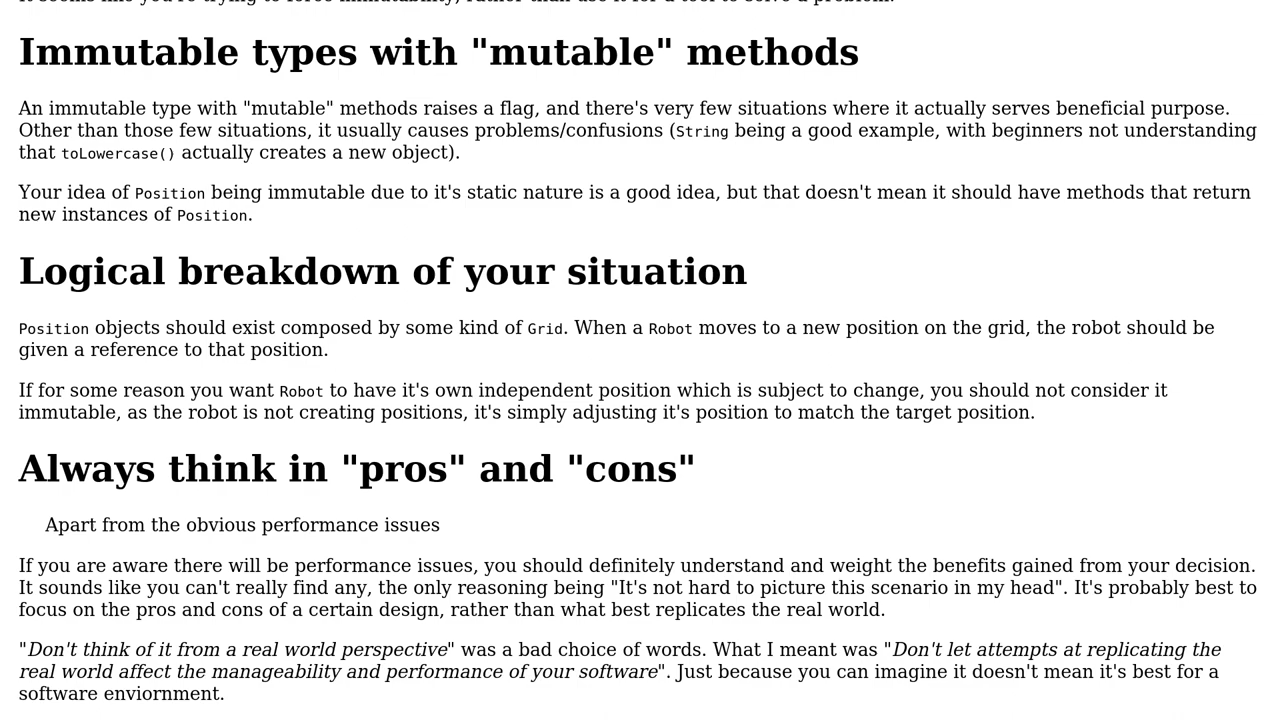 Immutable types with "mutable" methods
An immutable type with "mutable" methods raises a flag, and there's very few situations where it actually serves beneficial purpose.
Other than those few situations, it usually causes problems/confusions (String being a good example, with beginners not understanding
that toLowercase() actually creates a new object).
Your idea of Position being immutable due to it's static nature is a good idea, but that doesn't mean it should have methods that return
new instances of Position.
Logical breakdown of your situation
Position objects should exist composed by some kind of Grid. When a Robot moves to a new position on the grid, the robot should be
given a reference to that position.
If for some reason you want Robot to have it's own independent position which is subject to change, you should not consider it
immutable, as the robot is not creating positions, it's simply adjusting it's position to match the target position.
Always think in "pros" and "cons"
Apart from the obvious performance issues
If you are aware there will be performance issues, you should definitely understand and weight the benefits gained from your decision.
It sounds like you can't really find any, the only reasoning being "It's not hard to picture this scenario in my head". It's probably best to
focus on the pros and cons of a certain design, rather than what best replicates the real world.
"Don't think of it from a real world perspective" was a bad choice of words. What I meant was "Don't let attempts at replicating the
real world affect the manageability and performance of your software". Just because you can imagine it doesn't mean it's best for a
software enviornment.